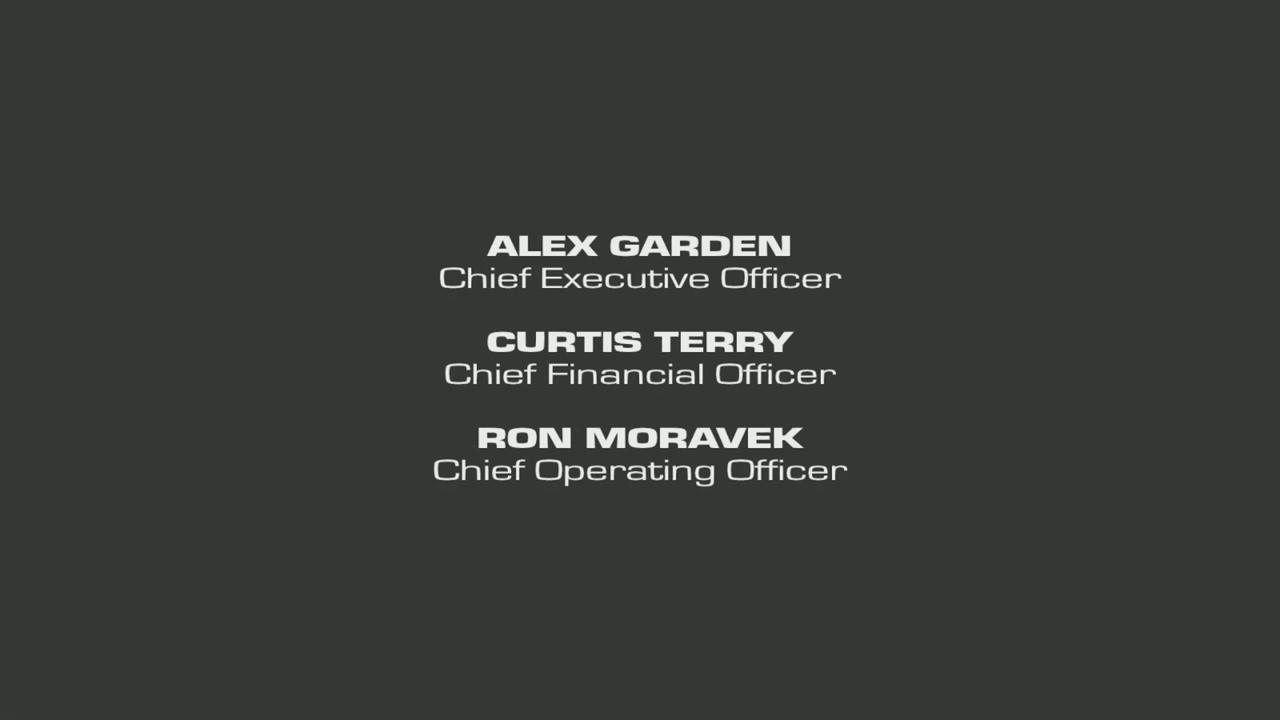 ALEX GARDEN
Chief Executive Officer
CURTIS TERRY
Chief Financial Officer
RON MORAVEK
Chief Operating Officer